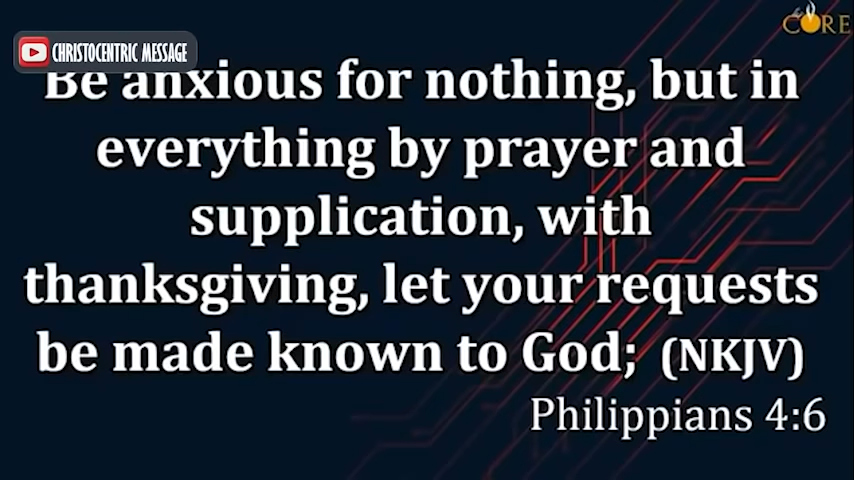 CORE
CHRISTOCENTRIC MESSAGE
Be anxious for nothing, but in
everything by prayer and
supplication, with
thanksgiving, let your requests
be made known to God; (NKJV)
Philippians 4:6